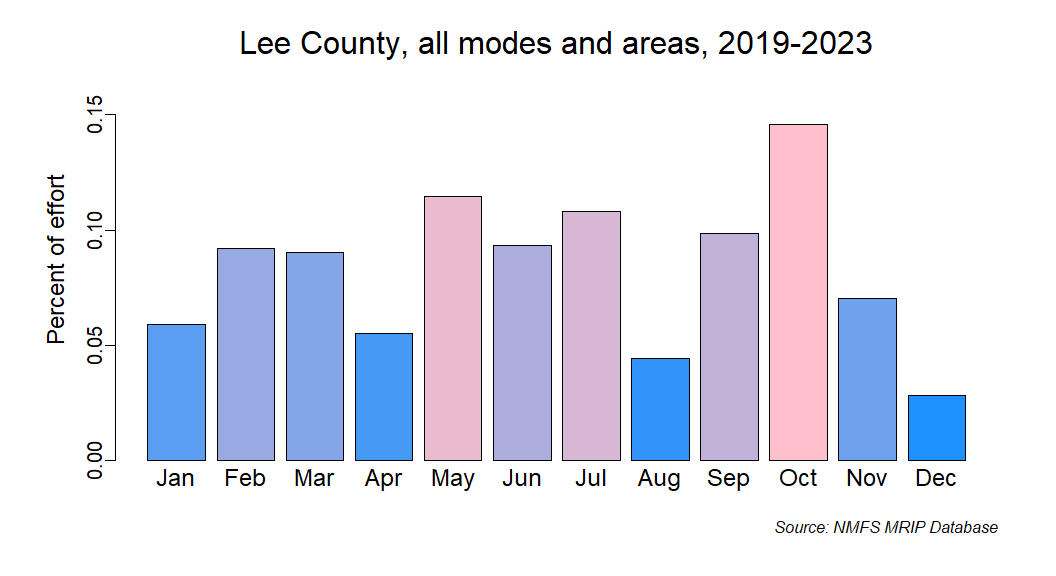 Lee County, all modes and areas, 2019-2023
Percent of effort
0.15
0.10
0.05
0.00
Jan Feb Mar Apr May Jun Jul Aug Sep Oct Nov Dec
Source: NMFS MRIP Database